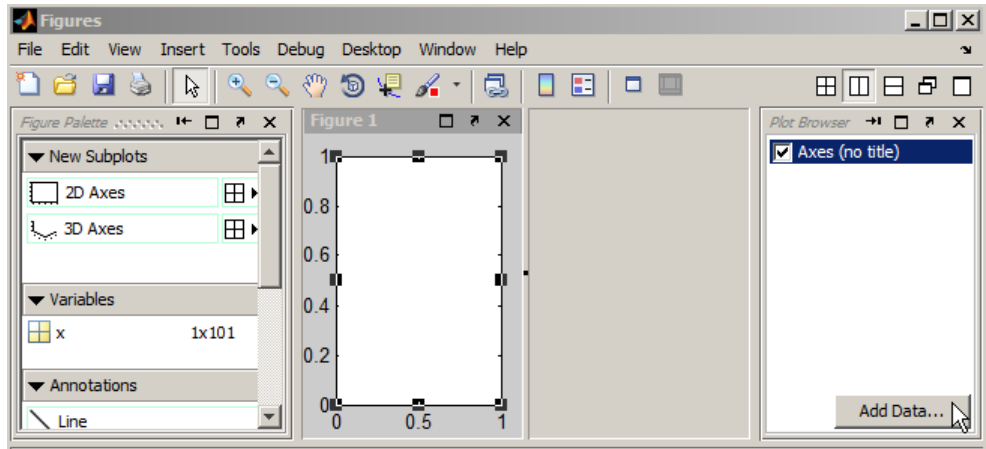 Figures
File Edit View Insert Tools Debug Desktop Window Help
Figure Palette
New Subplots
2D Axes
3D Axes
Variables
x 1x101
Annotations
Line
Figure 1
1
0.8
0.6
0.4
0.2
0
0 0.5 1
Plot Browser
Axes (no title)
Add Data...